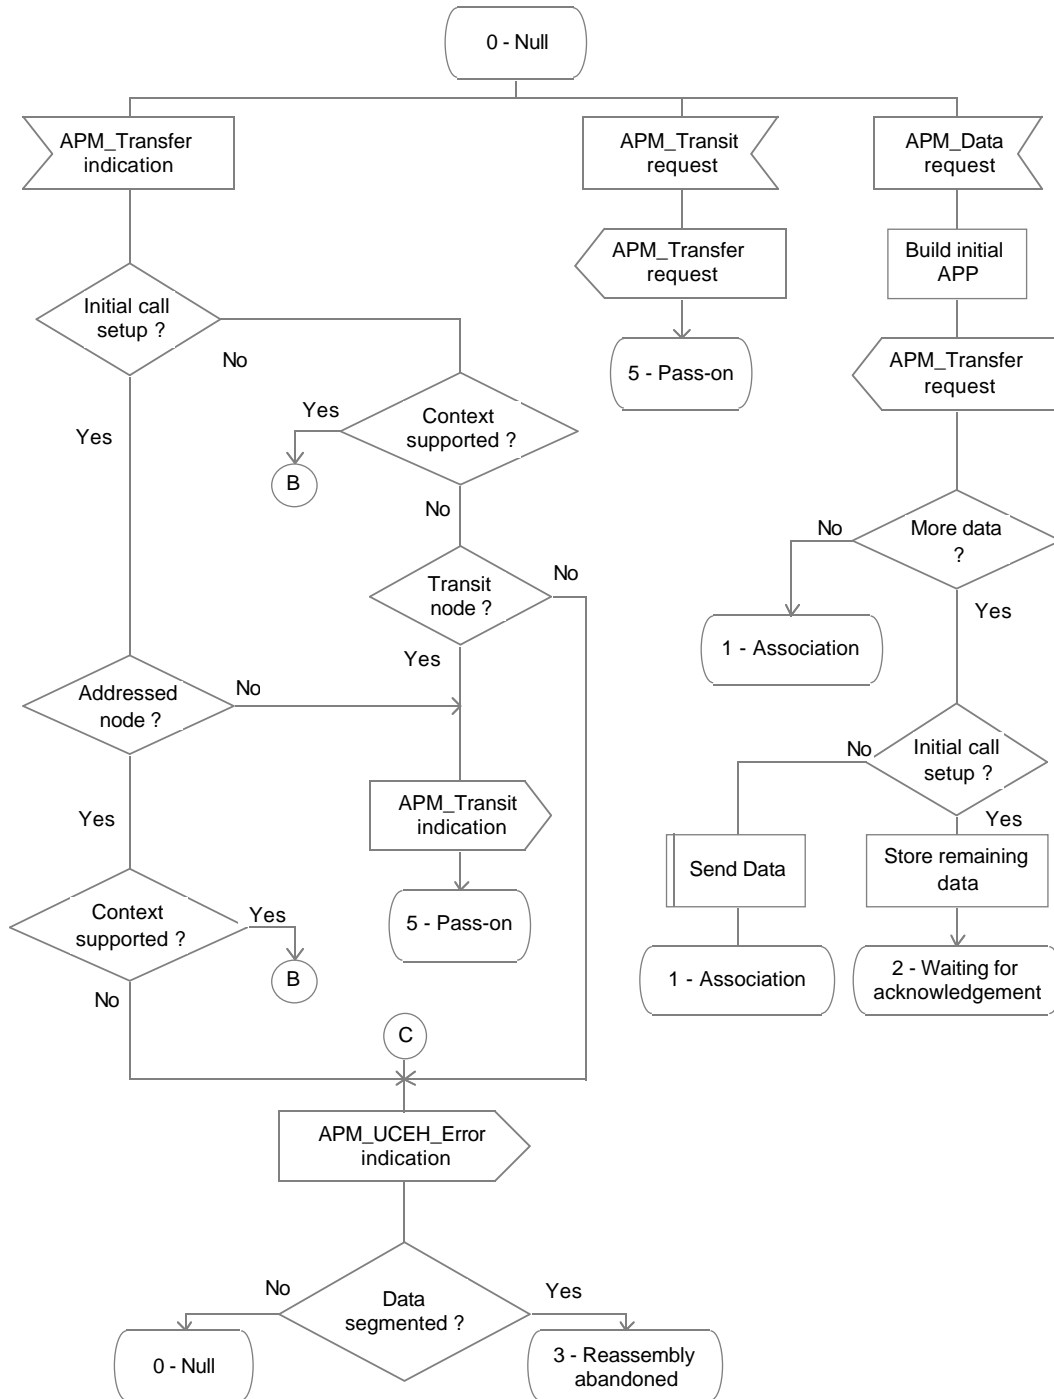 0 - Null
APM_Transfer
indication
APM_Transit
request
APM_Data
request
APM_Transfer
request
Build initial
APP
Initial call
setup ?
No
5 - Pass-on
APM_Transfer
request
Yes
Yes
Context
supported ?
B
No
No
More data
?
Transit
node ?
No
Yes
Yes
1 - Association
Addressed
node ?
No
No
Initial call
setup ?
Yes
APM_Transit
indication
Yes
Send Data
Store remaining
data
Context
supported ?
Yes
5 - Pass-on
B
No
1 - Association
2 - Waiting for
acknowledgement
C
APM_UCEH_Error
indication
No
Data
segmented ?
Yes
0 - Null
3 - Reassembly
abandoned